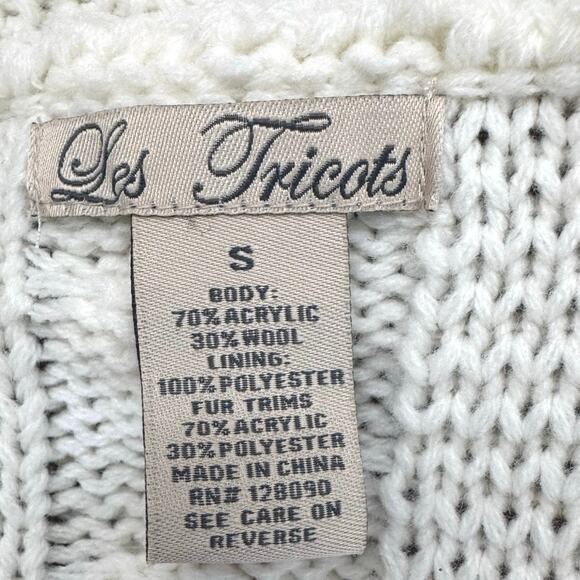 Les Tricots
S
BODY:
70% ACRYLIC
30% WOOL
LINING:
100% POLYESTER
FUR TRIMS
70% ACRYLIC
30% POLYESTER
MADE IN CHINA
RN# 128090
SEE CARE ON
REVERSE